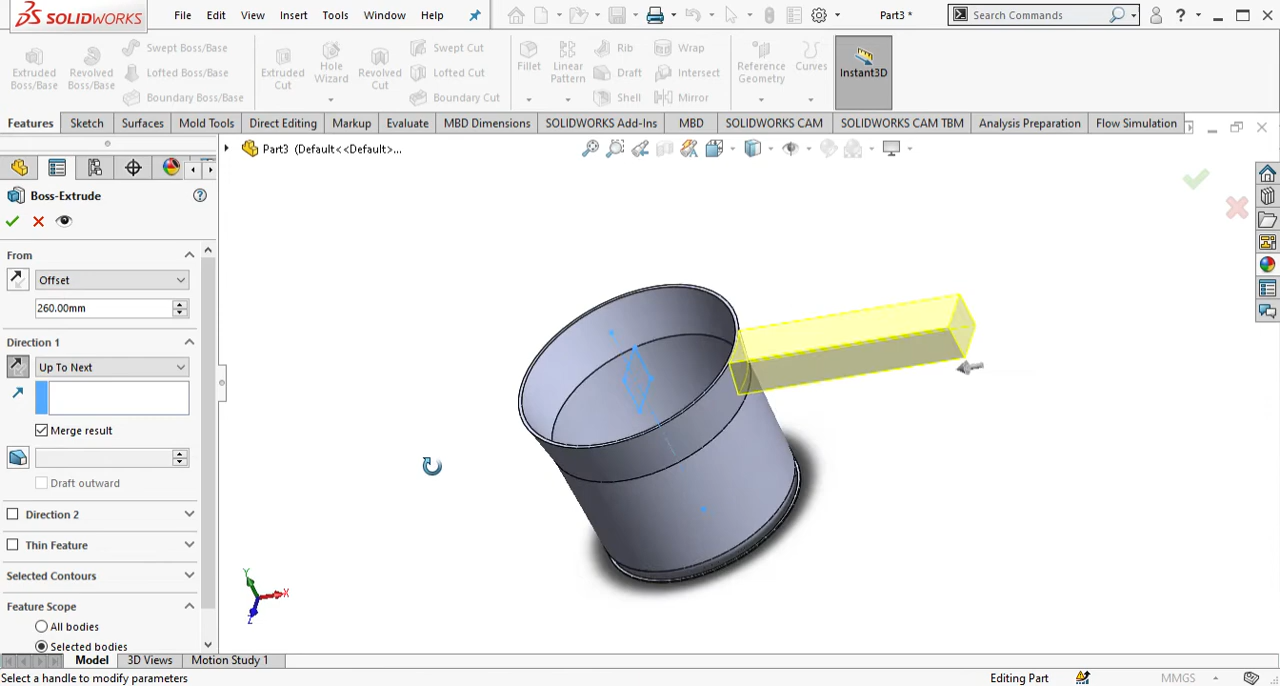 SOLIDWORKS File Edit View Insert Tools Window Help Part3 * Search Commands ?
Extruded Boss/Base Revolved Boss/Base Swept Boss/Base Lofted Boss/Base Boundary Boss/Base Extruded Cut Hole Wizard Revolved Cut Swept Cut Lofted Cut Boundary Cut Fillet Linear Pattern Rib Draft Shell Wrap Intersect Mirror Reference Geometry Curves Instant3D
Features Sketch Surfaces Mold Tools Direct Editing Markup Evaluate MBD Dimensions SOLIDWORKS Add-Ins MBD SOLIDWORKS CAM SOLIDWORKS CAM TBM Analysis Preparation Flow Simulation
Part3 (Default<<Default>...
Boss-Extrude
From
Offset
260.00mm
Direction 1
Up To Next
Merge result
Draft outward
Direction 2
Thin Feature
Selected Contours
Feature Scope
All bodies
Selected bodies
Y X Z
Model 3D Views Motion Study 1
Select a handle to modify parameters Editing Part MMGS